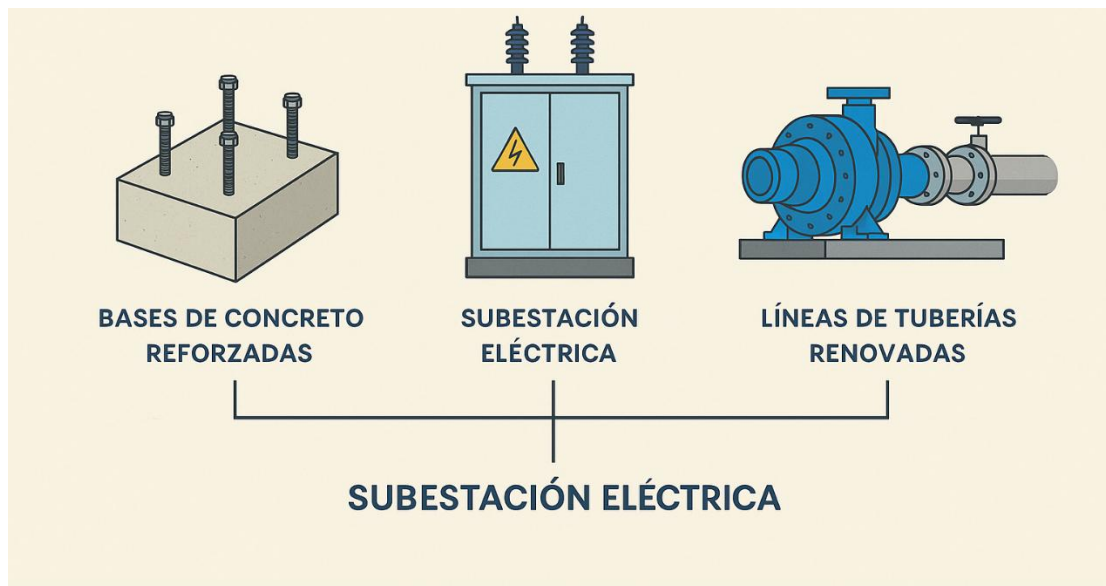 BASES DE CONCRETO
REFORZADAS
SUBESTACIÓN
ELÉCTRICA
LÍNEAS DE TUBERÍAS
RENOVADAS
SUBESTACIÓN ELÉCTRICA